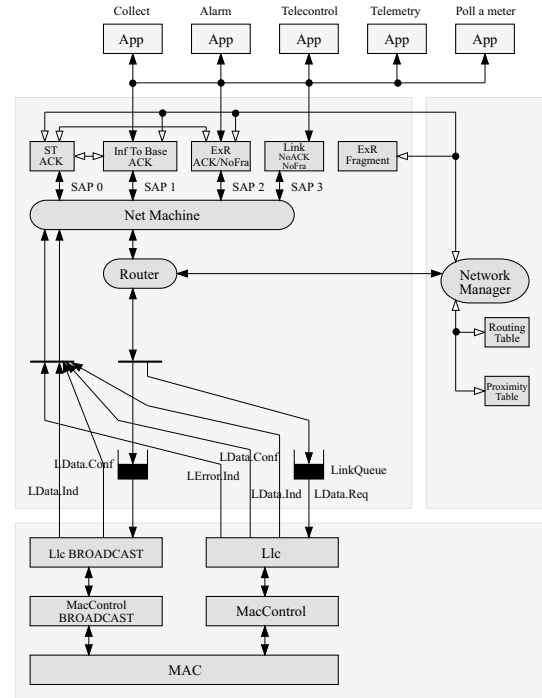 Collect Alarm Telecontrol Telemetry Poll a meter
App App App App App
ST
ACK
Inf To Base
ACK
ExR
ACK/NoFra
Link
NoACK
NoFra
ExR
Fragment
SAP 0 SAP 1 SAP 2 SAP 3
Net Machine
Router
Network
Manager
Routing
Table
Proximity
Table
LData.Conf
LData.Ind
LError.Ind
LData.Conf
LData.Ind
LinkQueue
LData.Req
Llc BROADCAST
Llc
MacControl
BROADCAST
MacControl
MAC